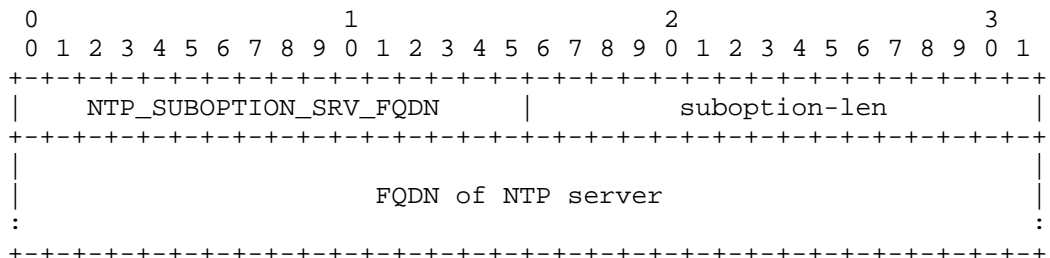 0                   1                   2                   3
 0 1 2 3 4 5 6 7 8 9 0 1 2 3 4 5 6 7 8 9 0 1 2 3 4 5 6 7 8 9 0 1
+-+-+-+-+-+-+-+-+-+-+-+-+-+-+-+-+-+-+-+-+-+-+-+-+-+-+-+-+-+-+-+-+
|    NTP_SUBOPTION_SRV_FQDN     |         suboption-len         |
+-+-+-+-+-+-+-+-+-+-+-+-+-+-+-+-+-+-+-+-+-+-+-+-+-+-+-+-+-+-+-+-+
|                                                               |
|                      FQDN of NTP server                       |
:                                                               :
+-+-+-+-+-+-+-+-+-+-+-+-+-+-+-+-+-+-+-+-+-+-+-+-+-+-+-+-+-+-+-+-+